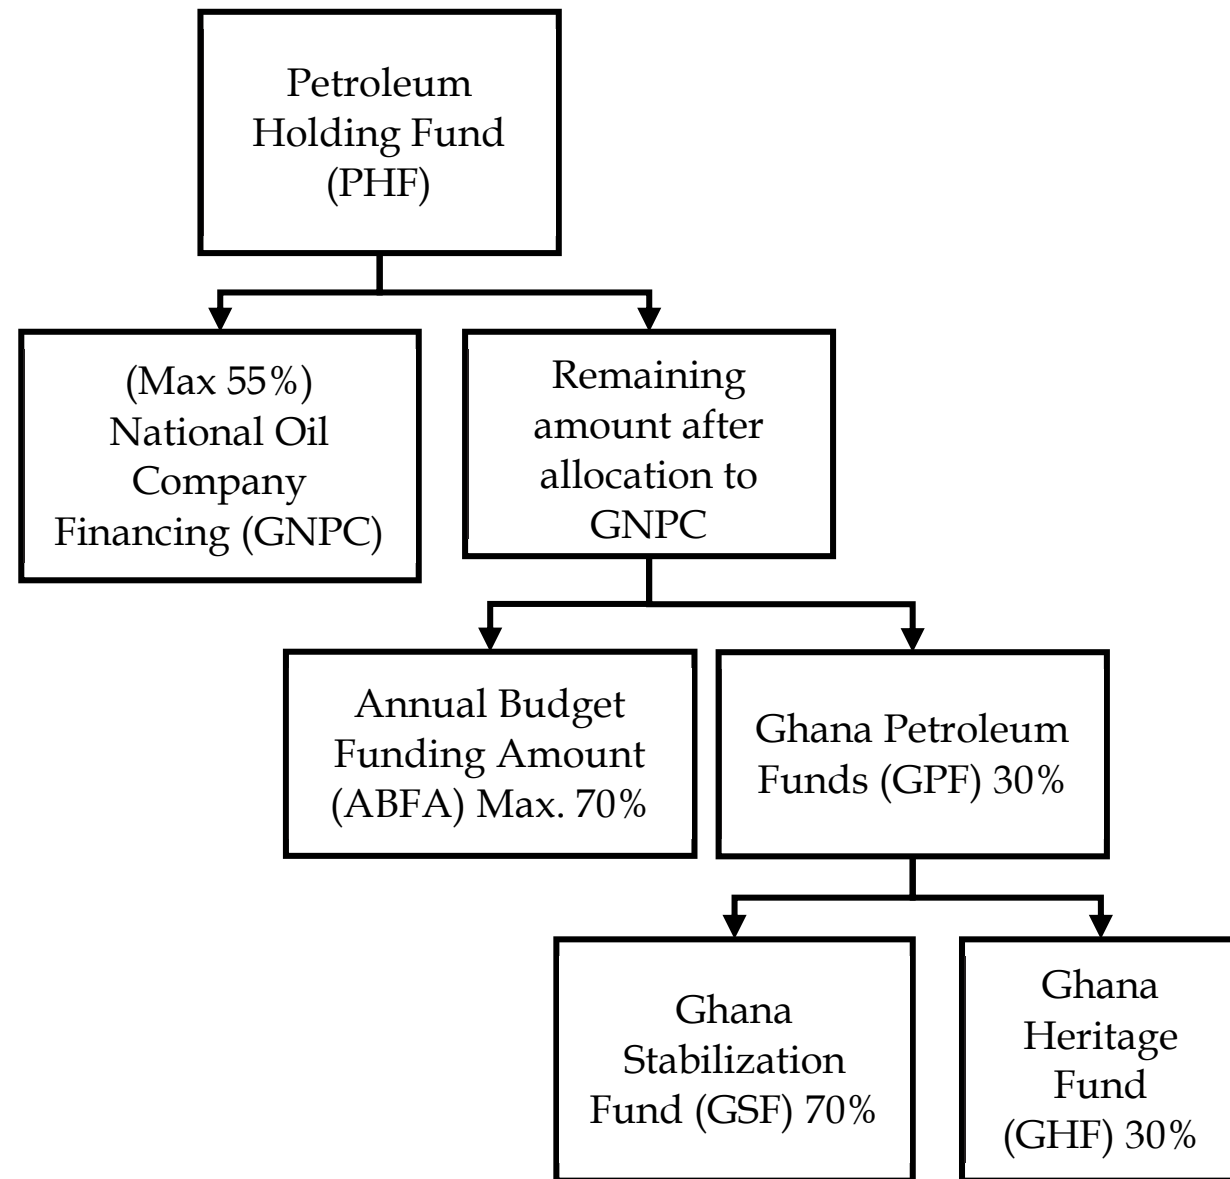 Petroleum
Holding Fund
(PHF)
(Max 55%)
National Oil
Company
Financing (GNPC)
Remaining
amount after
allocation to
GNPC
Annual Budget
Funding Amount
(ABFA) Max. 70%
Ghana Petroleum
Funds (GPF) 30%
Ghana
Stabilization
Fund (GSF) 70%
Ghana
Heritage
Fund
(GHF) 30%